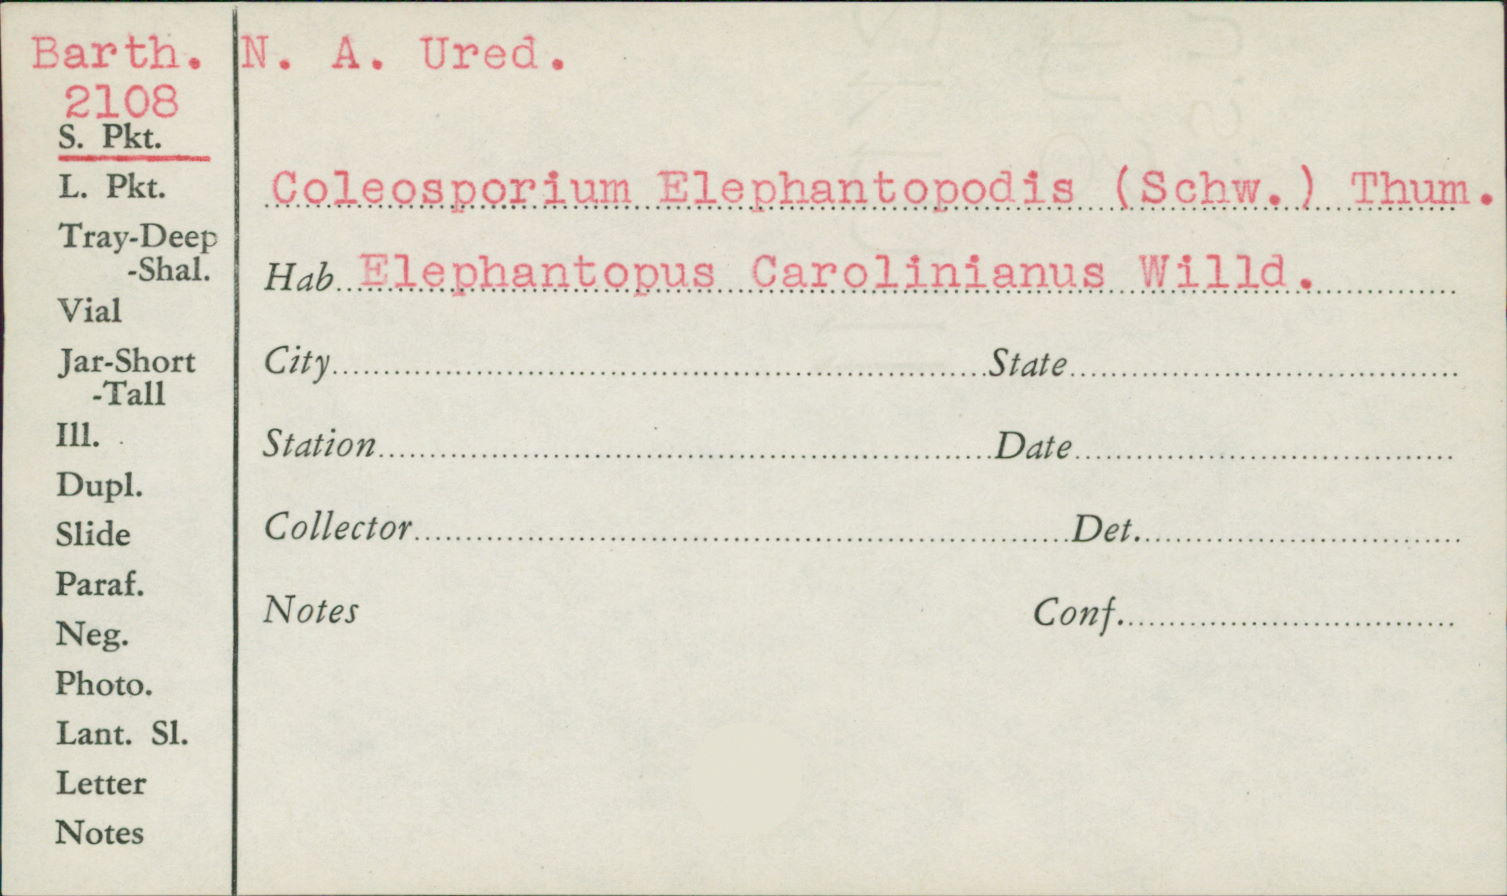 Barth. N. A. Ured.
2108
S. Pkt.
L. Pkt.
Coleosporium Elephantopodis (Schw.) Thum.
Tray-Deep
-Shal.
Hab. Elephantopus Carolinianus Willd.
Vial
Jar-Short
-Tall
City State
Ill.
Station Date
Dupl.
Slide
Collector Det.
Paraf.
Neg.
Notes Conf.
Photo.
Lant. Sl.
Letter
Notes